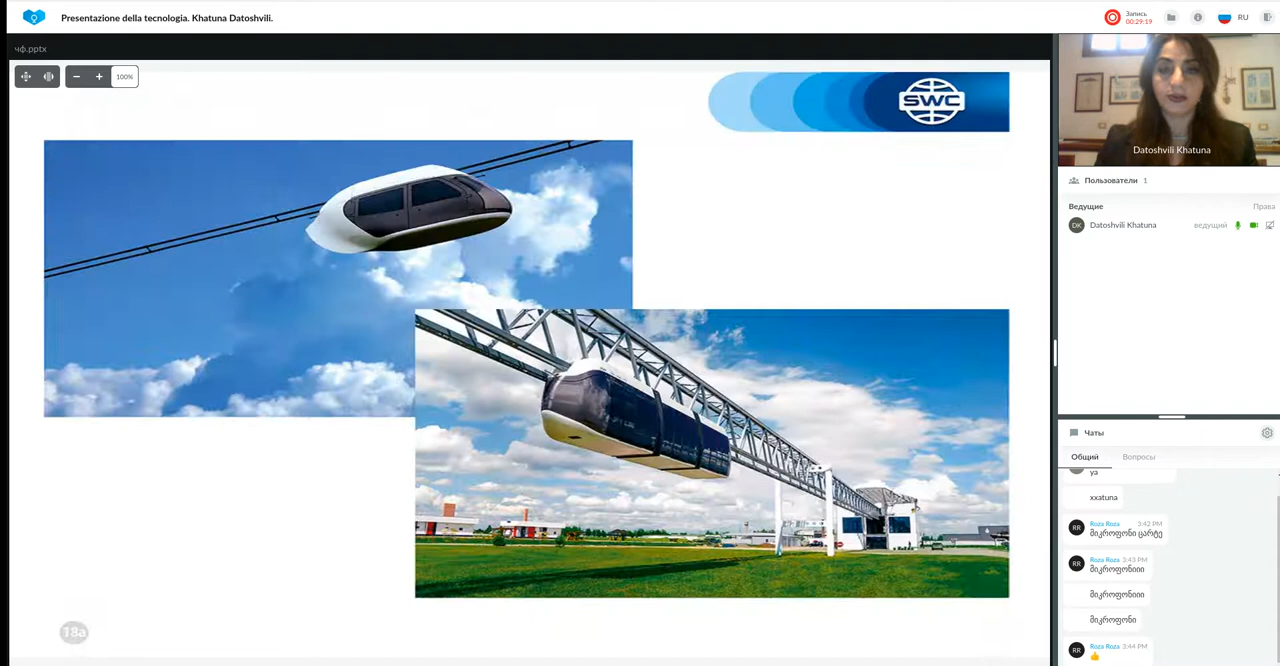 Presentazione della tecnologia. Khatuna Datoshvili.
Запись
00:29:19
RU
чф.pptx
100%
SWC
18a
Datoshvili Khatuna
Пользователи 1
Ведущие
Права
DK
Datoshvili Khatuna
ведущий
Чаты
Общий
Вопросы
ya
xxatuna
RR
Roza Roza 3:42 PM
მიკროფონი ცარტე
RR
Roza Roza 3:43 PM
მიკროფონიიი
მიკროფონიიი
მიკროფონი
RR
Roza Roza 3:44 PM